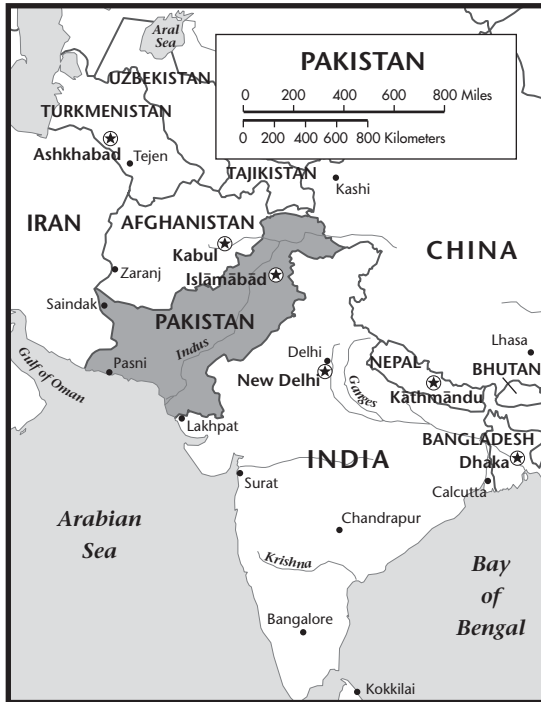 Aral
Sea
PAKISTAN
0 200 400 600 800 Miles
0 200 400 600 800 Kilometers
UZBEKISTAN
TURKMENISTAN
Ashkhabad
Tejen
TAJIKISTAN
Kashi
IRAN
AFGHANISTAN
Kabul
CHINA
Zaranj
Islāmābād
Saindak
PAKISTAN
Indus
Lhasa
Gulf of Oman
Pasni
Delhi
NEPAL
BHUTAN
New Delhi
Ganges
Kathmāndu
Lakhpat
BANGLADESH
INDIA
Dhaka
Surat
Calcutta
Arabian
Sea
Chandrapur
Krishna
Bay
of
Bengal
Bangalore
Kokkilai